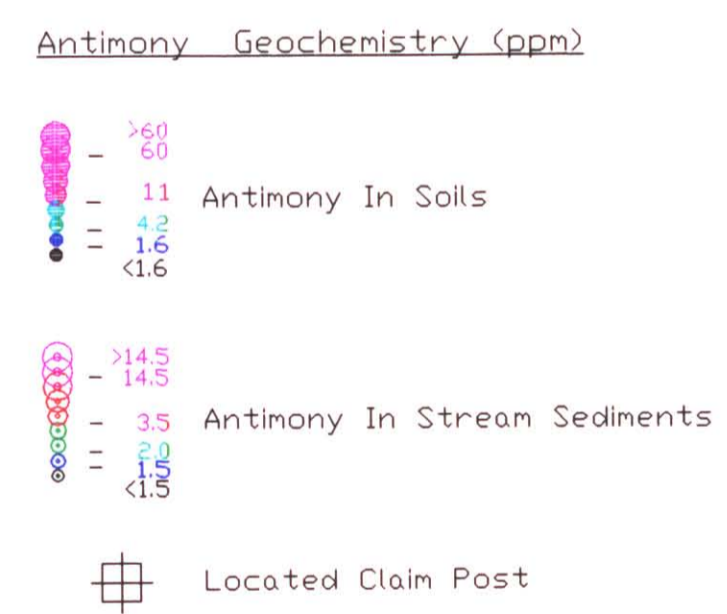 Antimony Geochemistry (ppm)
>60
60
11 Antimony In Soils
4.2
1.6
<1.6
>14.5
14.5
3.5 Antimony In Stream Sediments
2.0
1.5
<1.5
Located Claim Post